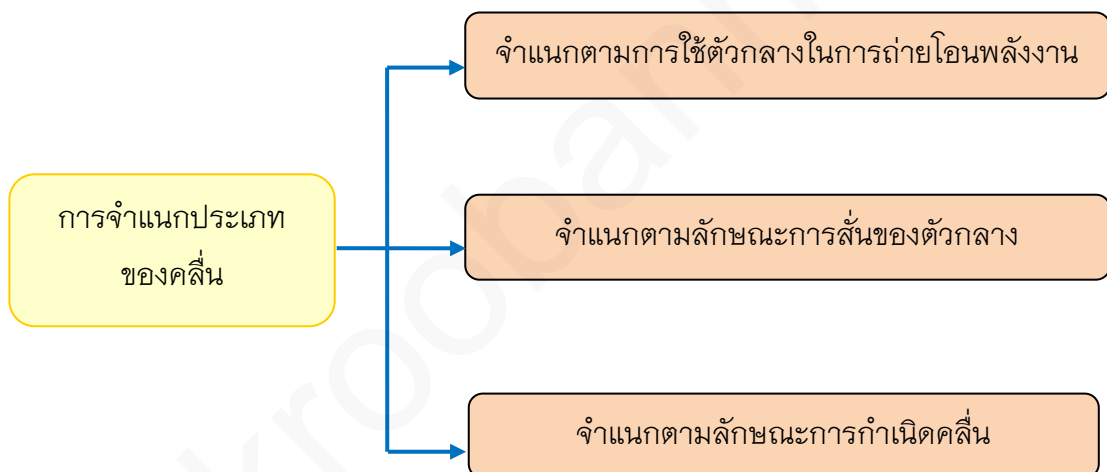 จำแนกตามการใช้ตัวกลางในการถ่ายโอนพลังงาน
การจำแนกประเภท
ของคลื่น
จำแนกตามลักษณะการสั่นของตัวกลาง
จำแนกตามลักษณะการกำเนิดคลื่น